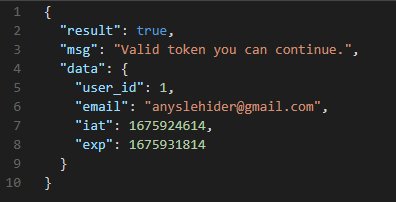 1 {
2 "result": true,
3 "msg": "Valid token you can continue.",
4 "data": {
5 "user_id": 1,
6 "email": "anyslehider@gmail.com",
7 "iat": 1675924614,
8 "exp": 1675931814
9 }
10 }